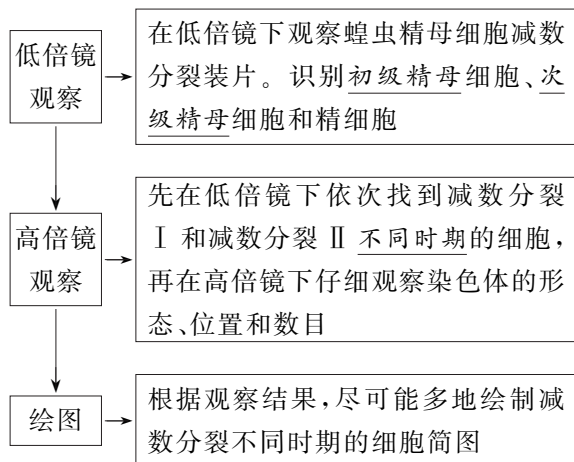 低倍镜
观察
在低倍镜下观察蝗虫精母细胞减数
分裂装片。识别初级精母细胞、次
级精母细胞和精细胞
高倍镜
观察
先在低倍镜下依次找到减数分裂
Ⅰ和减数分裂Ⅱ不同时期的细胞，
再在高倍镜下仔细观察染色体的形
态、位置和数目
绘图
根据观察结果，尽可能多地绘制减
数分裂不同时期的细胞简图